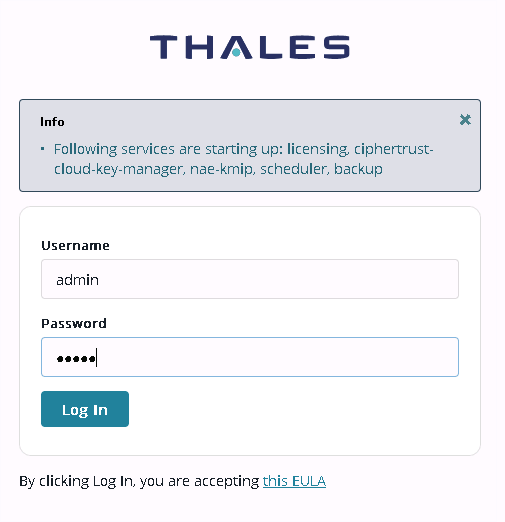 THALES
Info
• Following services are starting up: licensing, ciphertrust-
cloud-key-manager, nae-kmip, scheduler, backup
Username
admin
Password
•••••
Log In
By clicking Log In, you are accepting this EULA